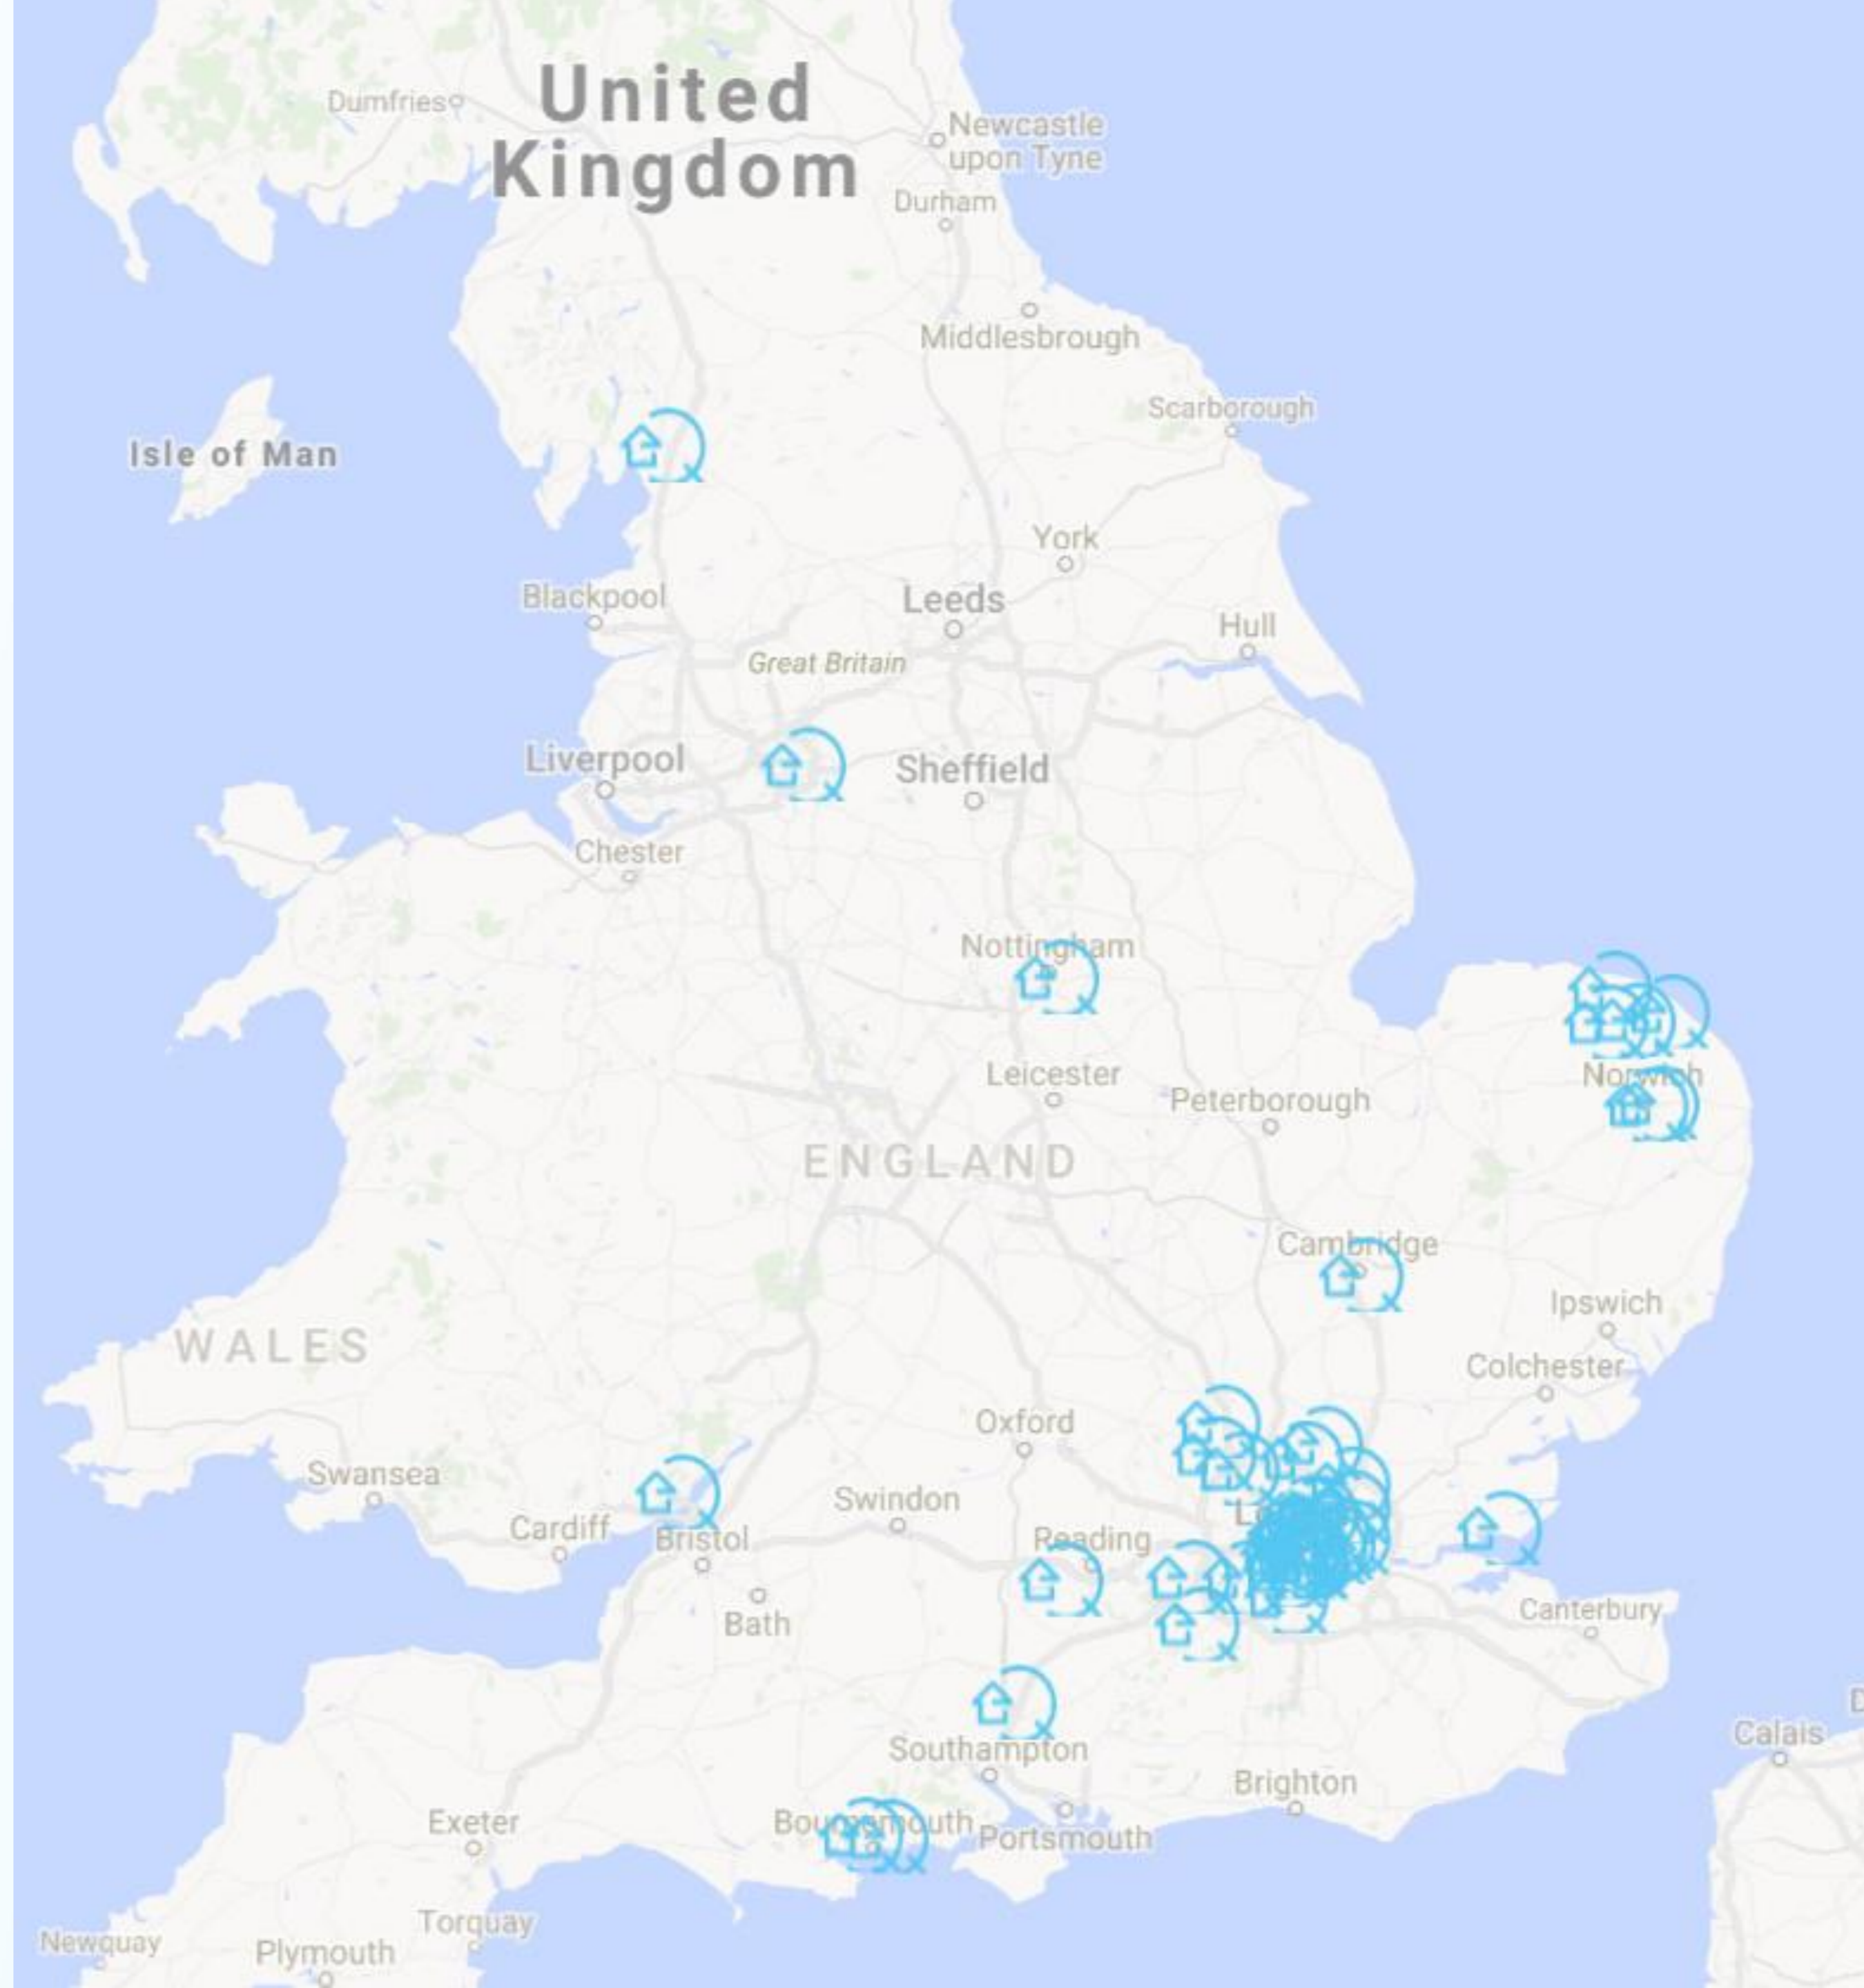 United
Kingdom
Dumfries
Newcastle
upon Tyne
Durham
Middlesbrough
Scarborough
Isle of Man
York
Blackpool
Leeds
Hull
Great Britain
Liverpool
Sheffield
Chester
Nottingham
Leicester
Norwich
Peterborough
ENGLAND
Cambridge
Ipswich
WALES
Colchester
Oxford
Swansea
Swindon
Cardiff
Bristol
Reading
Bath
Canterbury
Southampton
Calais
Brighton
Exeter
Bournemouth
Portsmouth
Torquay
Newquay
Plymouth